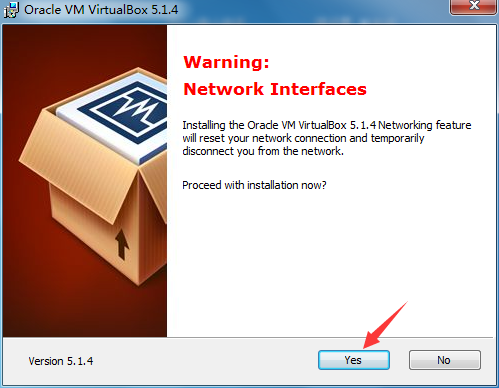 Oracle VM VirtualBox 5.1.4
Warning:
Network Interfaces
Installing the Oracle VM VirtualBox 5.1.4 Networking feature
will reset your network connection and temporarily
disconnect you from the network.
Proceed with installation now?
Version 5.1.4
Yes
No